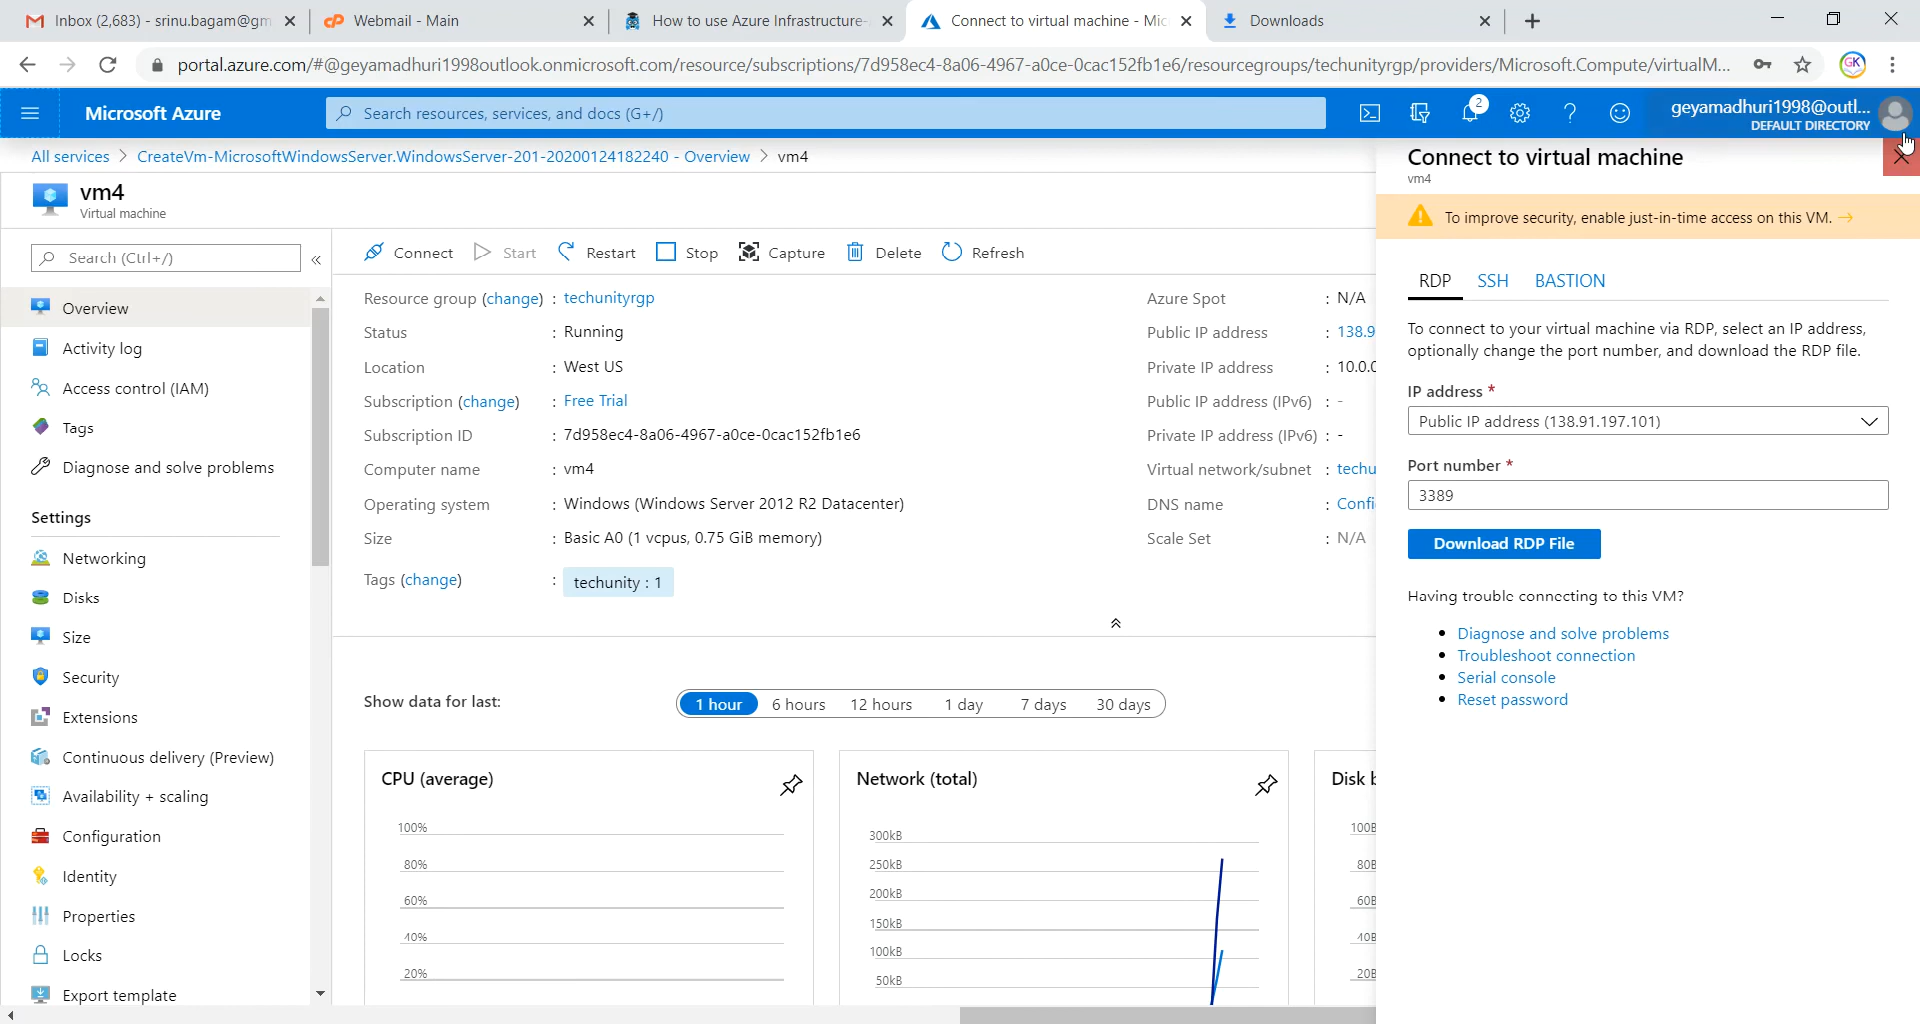 Inbox (2,683) - srinu.bagam@gm
Webmail - Main
How to use Azure Infrastructure-
Connect to virtual machine - Mic
Downloads
portal.azure.com/#@geyamadhuri1998outlook.onmicrosoft.com/resource/subscriptions/7d958ec4-8a06-4967-a0ce-0cac152fb1e6/resourcegroups/techunityrgp/providers/Microsoft.Compute/virtualM...
GK
Microsoft Azure
Search resources, services, and docs (G+/)
2
geyamadhuri1998@outl...
DEFAULT DIRECTORY
All services > CreateVm-MicrosoftWindowsServer.WindowsServer-201-20200124182240 - Overview > vm4
vm4
Virtual machine
Search (Ctrl+/)
Overview
Activity log
Access control (IAM)
Tags
Diagnose and solve problems
Settings
Networking
Disks
Size
Security
Extensions
Continuous delivery (Preview)
Availability + scaling
Configuration
Identity
Properties
Locks
Export template
Connect
Start
Restart
Stop
Capture
Delete
Refresh
Resource group (change) : techunityrgp
Status : Running
Location : West US
Subscription (change) : Free Trial
Subscription ID : 7d958ec4-8a06-4967-a0ce-0cac152fb1e6
Computer name : vm4
Operating system : Windows (Windows Server 2012 R2 Datacenter)
Size : Basic A0 (1 vcpus, 0.75 GiB memory)
Tags (change) : techunity : 1
Azure Spot : N/A
Public IP address : 138.9
Private IP address : 10.0.0
Public IP address (IPv6) : -
Private IP address (IPv6) : -
Virtual network/subnet : techu
DNS name : Confi
Scale Set : N/A
Show data for last:
1 hour
6 hours
12 hours
1 day
7 days
30 days
CPU (average)
100%
80%
60%
40%
20%
Network (total)
300kB
250kB
200kB
150kB
100kB
50kB
Disk b
100B
80B
60B
40B
20B
Connect to virtual machine
vm4
To improve security, enable just-in-time access on this VM. →
RDP
SSH
BASTION
To connect to your virtual machine via RDP, select an IP address,
optionally change the port number, and download the RDP file.
IP address *
Public IP address (138.91.197.101)
Port number *
3389
Download RDP File
Having trouble connecting to this VM?
Diagnose and solve problems
Troubleshoot connection
Serial console
Reset password